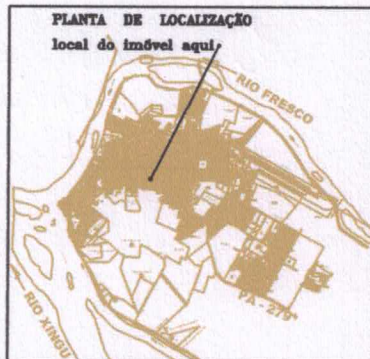 PLANTA DE LOCALIZAÇÃO
local do imóvel aqui
RIO FRESCO
PA - 279
RIO XINGU